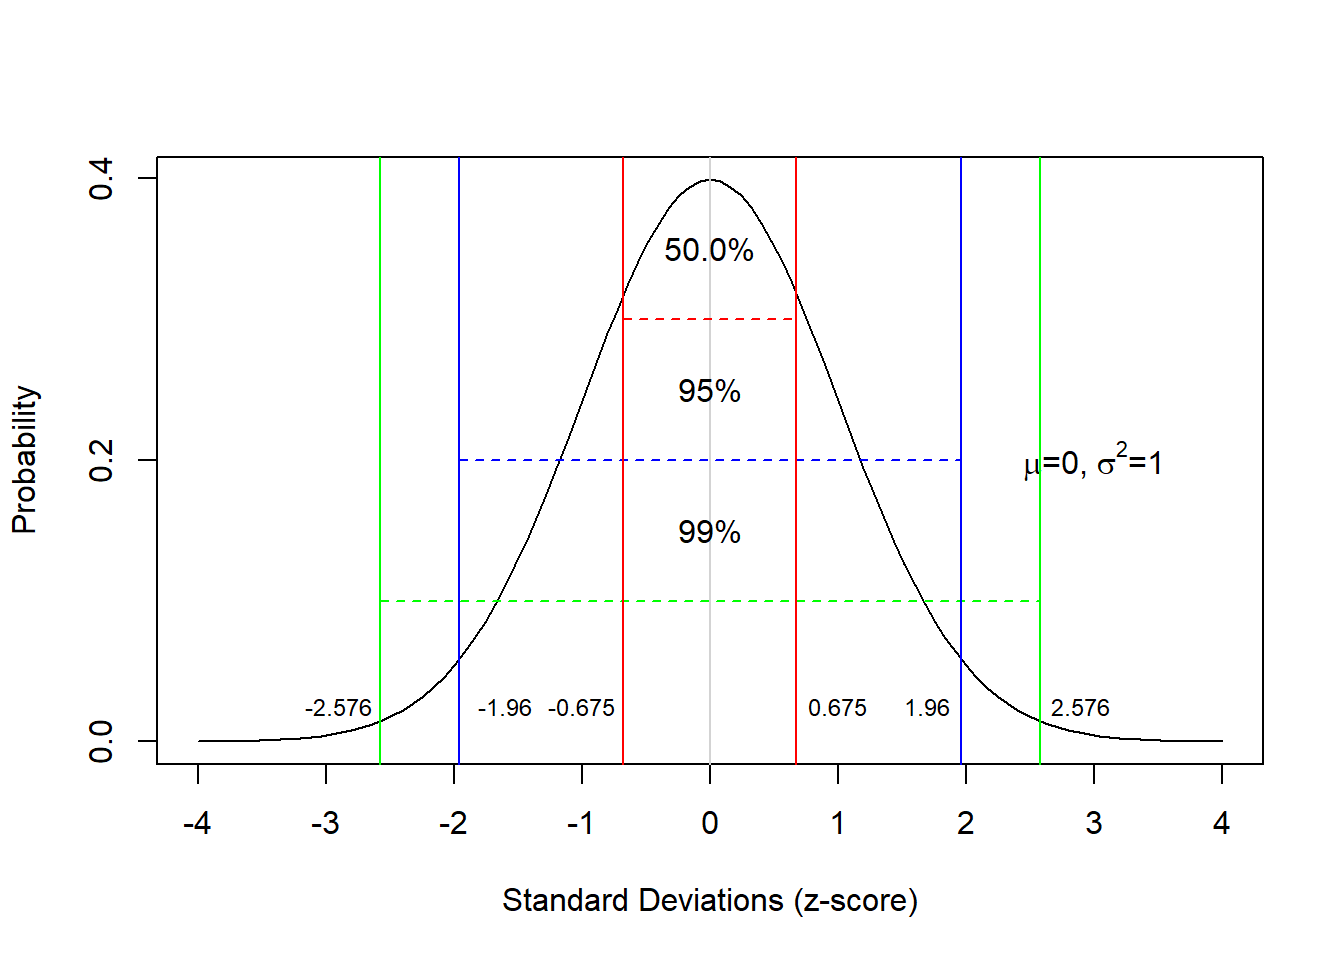 0.4
50.0%
95%
Probability
0.2
μ=0, σ²=1
99%
-2.576 -1.96 -0.675 0.675 1.96 2.576
0.0
-4 -3 -2 -1 0 1 2 3 4
Standard Deviations (z-score)